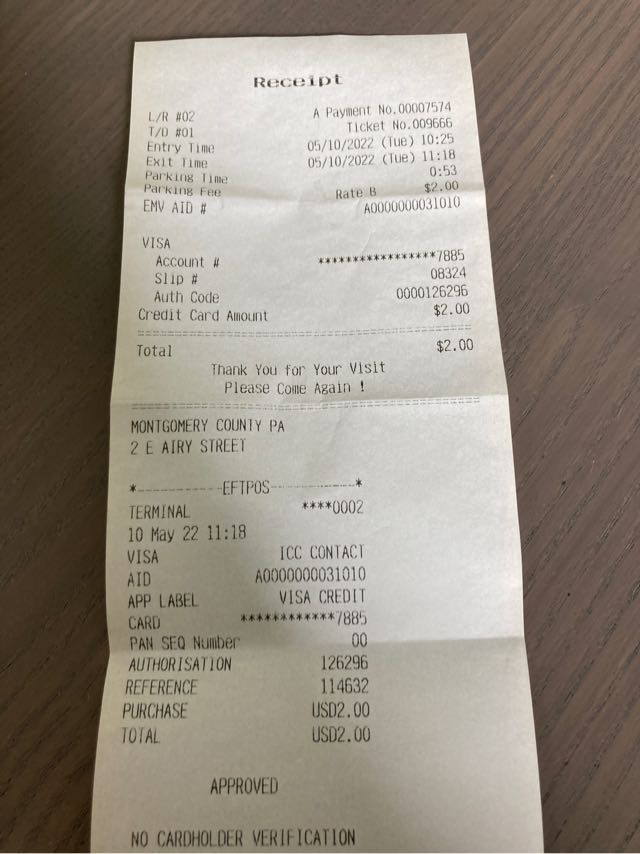 Receipt
L/R #02 A Payment No.00007574
T/D #01 Ticket No.009666
Entry Time 05/10/2022 (Tue) 10:25
Exit Time 05/10/2022 (Tue) 11:18
Parking Time 0:53
Parking Fee Rate B $2.00
EMV AID # A0000000031010
VISA
Account # *****************7885
Slip # 08324
Auth Code 0000126296
Credit Card Amount $2.00
Total $2.00
Thank You for Your Visit
Please Come Again !
MONTGOMERY COUNTY PA
2 E AIRY STREET
*-----------EFTPOS-----------*
TERMINAL ****0002
10 May 22 11:18
VISA ICC CONTACT
AID A0000000031010
APP LABEL VISA CREDIT
CARD ************7885
PAN SEQ Number 00
AUTHORISATION 126296
REFERENCE 114632
PURCHASE USD2.00
TOTAL USD2.00
APPROVED
NO CARDHOLDER VERIFICATION